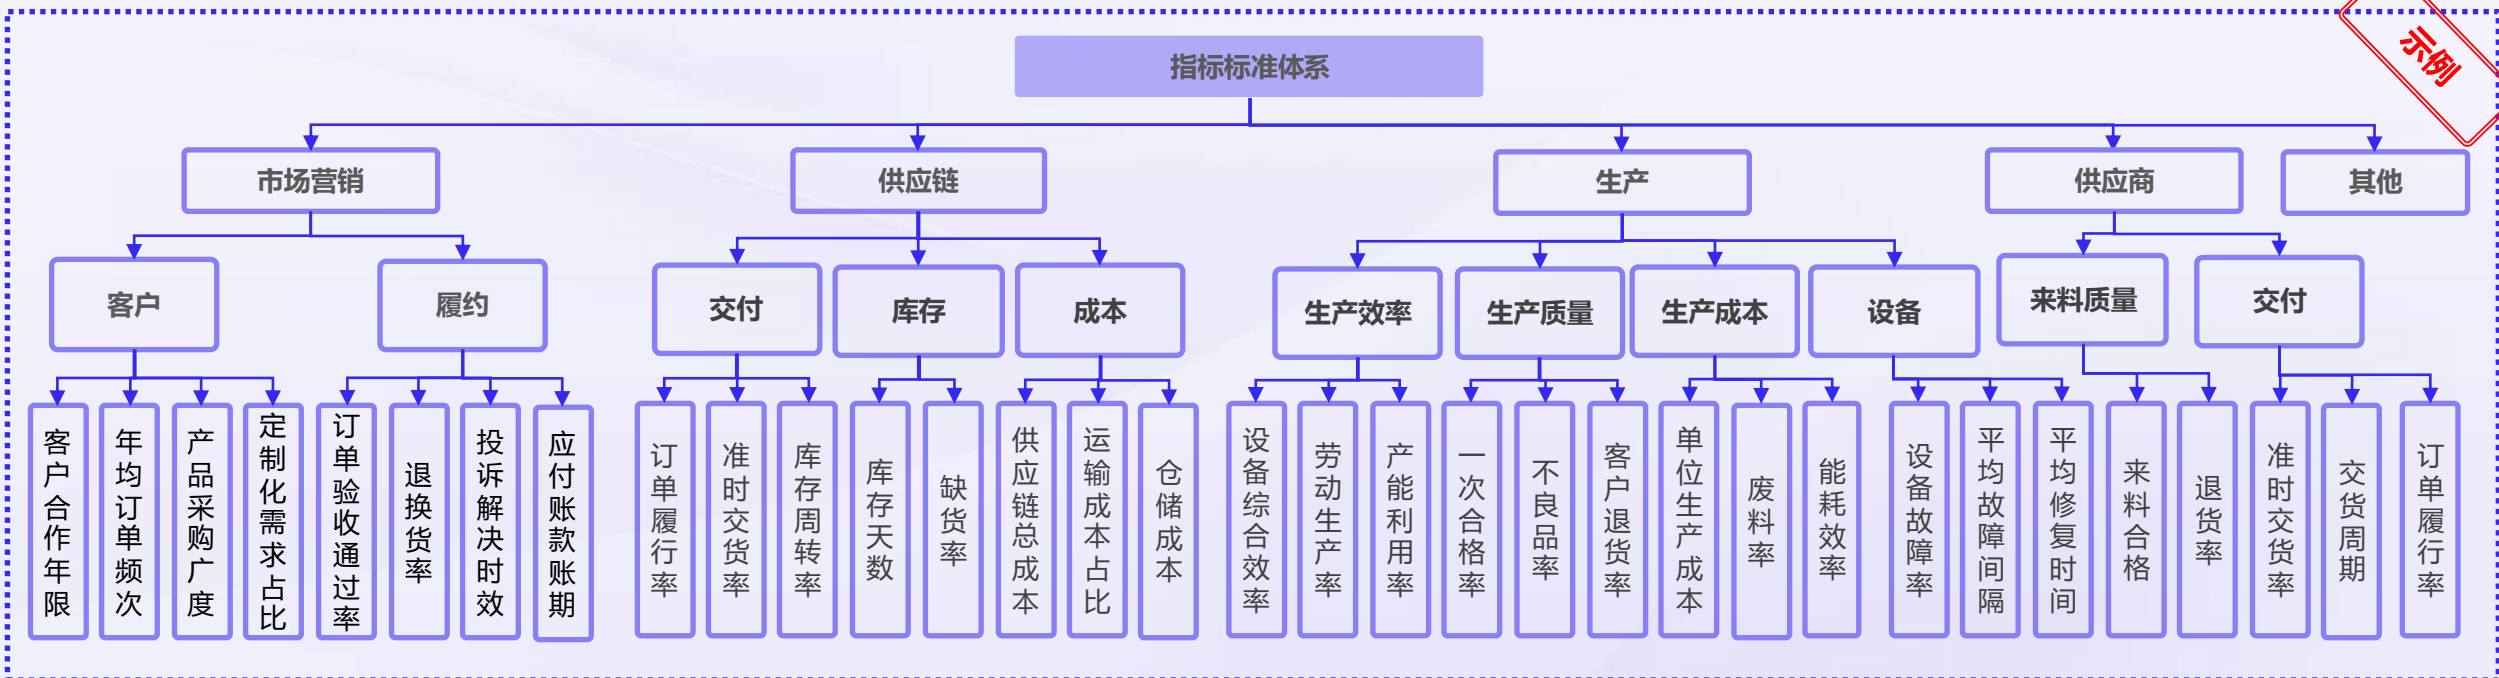 指标标准体系
示例
市场营销
供应链
生产
供应商
其他
客户
履约
交付
库存
成本
生产效率
生产质量
生产成本
设备
来料质量
交付
客户合作年限
年均订单频次
产品采购广度
定制化需求占比
订单验收通过率
退换货率
投诉解决时效
应付账款账期
订单履行率
准时交货率
库存周转率
库存天数
缺货率
供应链总成本
运输成本占比
仓储成本
设备综合效率
劳动生产率
产能利用率
一次合格率
不良品率
客户退货率
单位生产成本
废料率
能耗效率
设备故障率
平均故障间隔
平均修复时间
来料合格
退货率
准时交货率
交货周期
订单履行率